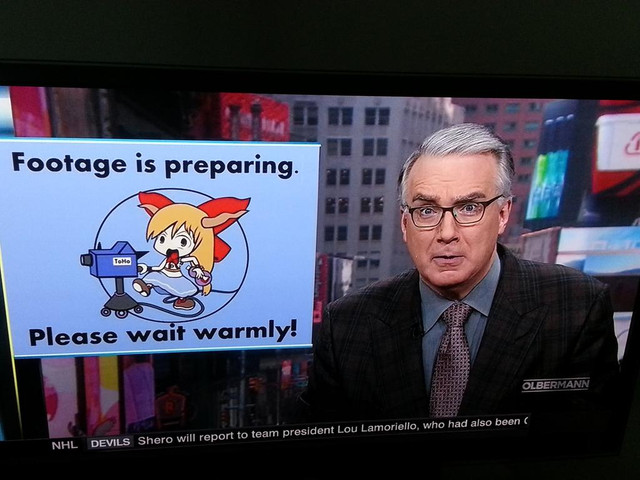 Footage is preparing.
ToHo
Please wait warmly!
OLBERMANN
NHL DEVILS Shero will report to team president Lou Lamoriello, who had also been